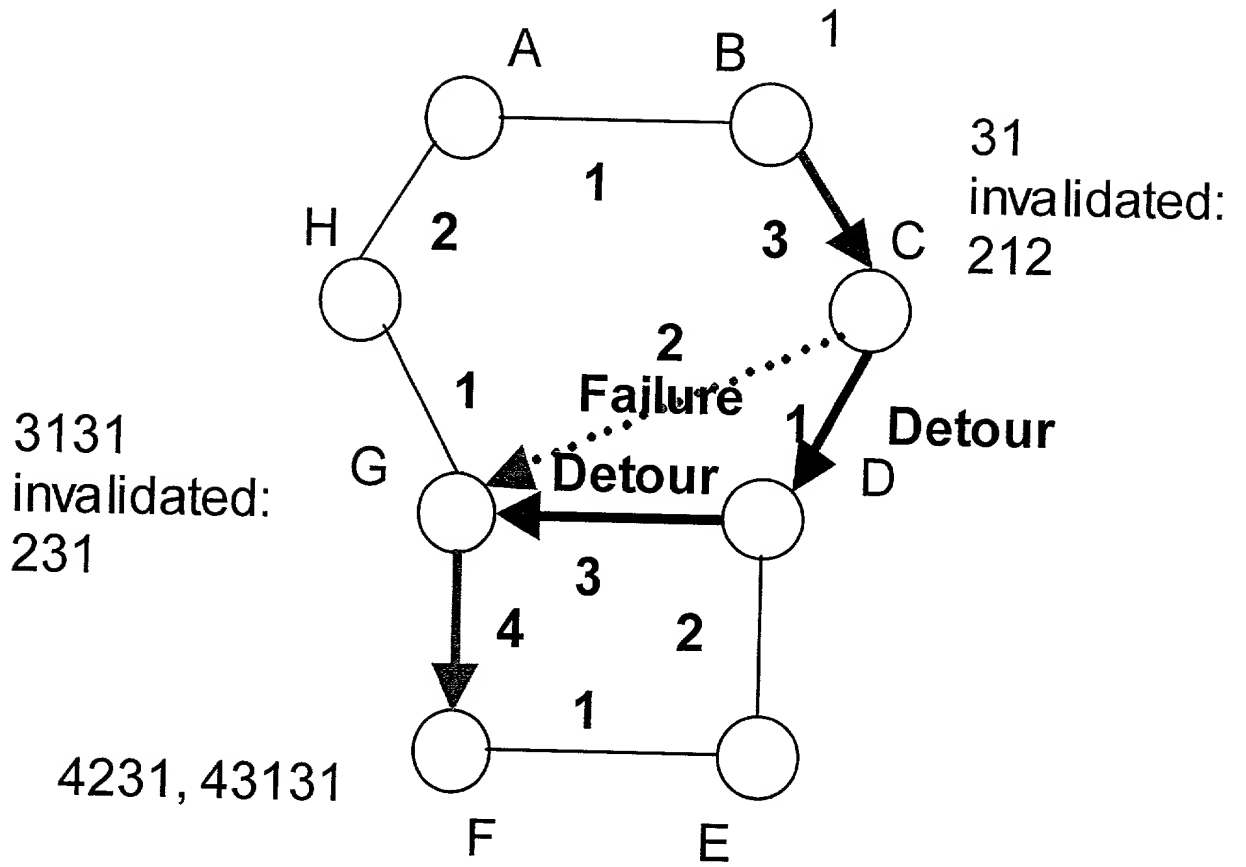 A
B
1
31
invalidated:
212
1
H
2
3
C
2
Failure
1
1
Detour
3131
invalidated:
231
G
Detour
D
3
4
2
1
4231, 43131
F
E